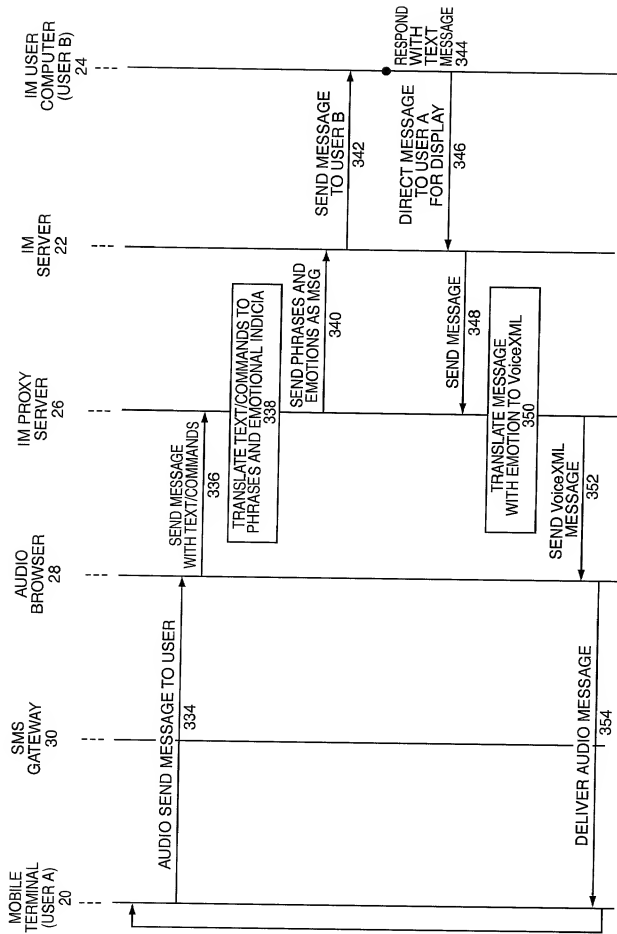 MOBILE
TERMINAL
(USER A)
20
SMS
GATEWAY
30
AUDIO
BROWSER
28
IM PROXY
SERVER
26
IM
SERVER
22
IM USER
COMPUTER
(USER B)
24
AUDIO SEND MESSAGE TO USER
334
SEND MESSAGE
WITH TEXT/COMMANDS
336
TRANSLATE TEXT/COMMANDS TO
PHRASES AND EMOTIONAL INDICIA
338
SEND PHRASES AND
EMOTIONS AS MSG
340
SEND MESSAGE
TO USER B
342
RESPOND
WITH
TEXT
MESSAGE
344
DIRECT MESSAGE
TO USER A
FOR DISPLAY
346
SEND MESSAGE
348
TRANSLATE MESSAGE
WITH EMOTION TO VoiceXML
350
SEND VoiceXML
MESSAGE
352
DELIVER AUDIO MESSAGE
354